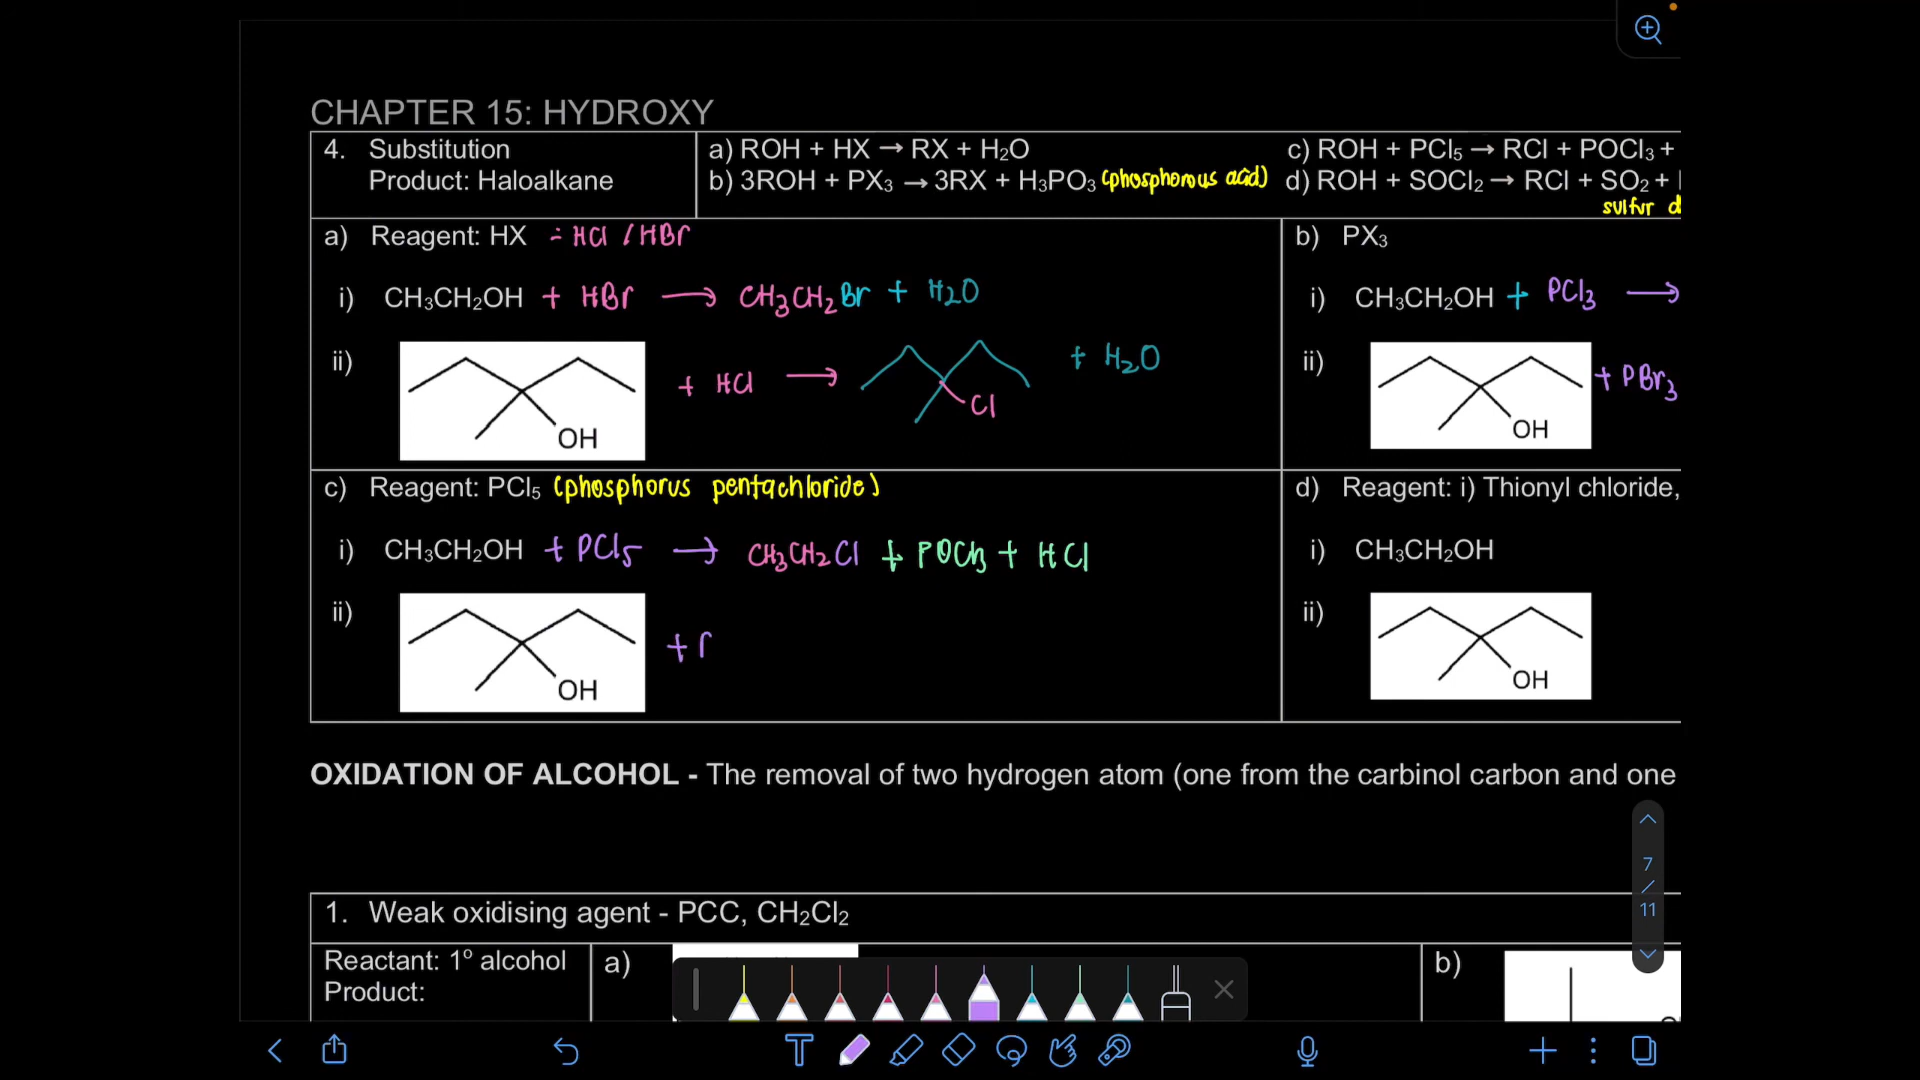 CHAPTER 15: HYDROXY
4. Substitution
Product: Haloalkane
a) ROH + HX → RX + H₂O
b) 3ROH + PX₃ → 3RX + H₃PO₃ (phosphorous acid)
c) ROH + PCl₅ → RCl + POCl₃ +
d) ROH + SOCl₂ → RCl + SO₂ +
sulfur d
a) Reagent: HX = HCl / HBr
i) CH₃CH₂OH + HBr → CH₃CH₂Br + H₂O
ii) OH + HCl → Cl + H₂O
b) PX₃
i) CH₃CH₂OH + PCl₃ →
ii) OH + PBr₃
c) Reagent: PCl₅ (phosphorus pentachloride)
i) CH₃CH₂OH + PCl₅ → CH₃CH₂Cl + POCl₃ + HCl
ii) OH +
d) Reagent: i) Thionyl chloride,
i) CH₃CH₂OH
ii) OH
OXIDATION OF ALCOHOL - The removal of two hydrogen atom (one from the carbinol carbon and one
7
/
11
1. Weak oxidising agent - PCC, CH₂Cl₂
Reactant: 1° alcohol
Product:
a)
b)